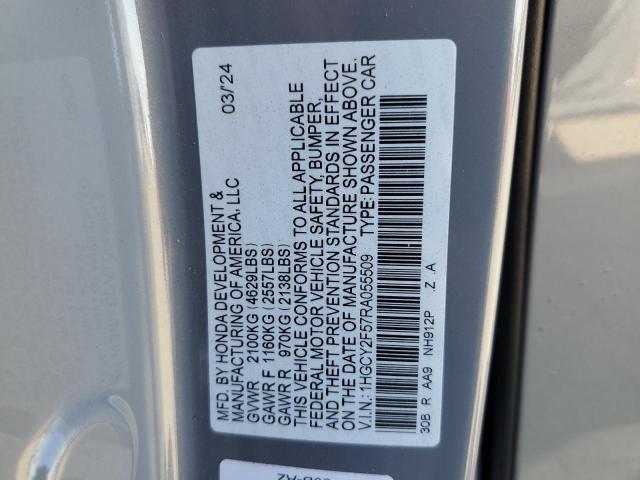 MFD. BY HONDA DEVELOPMENT & 03/24
MANUFACTURING OF AMERICA, LLC
GVWR 2100KG (4629LBS)
GAWR F 1160KG (2557LBS)
GAWR R 970KG (2138LBS)
THIS VEHICLE CONFORMS TO ALL APPLICABLE
FEDERAL MOTOR VEHICLE SAFETY, BUMPER,
AND THEFT PREVENTION STANDARDS IN EFFECT
ON THE DATE OF MANUFACTURE SHOWN ABOVE.
V.I.N.: 1HGCY2F57RA055509 TYPE: PASSENGER CAR
30B R AA9 NH912P Z .A